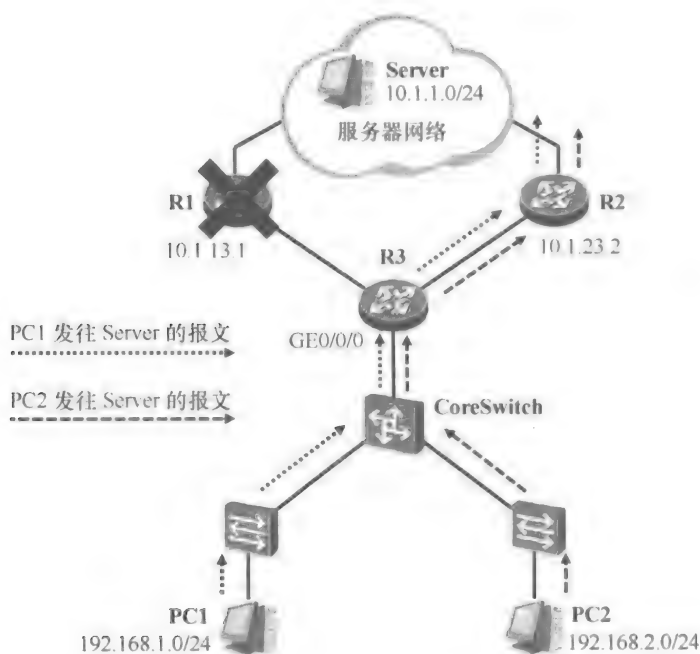 Server
10.1.1.0/24
服务器网络
R1
R2
10.1.13.1
10.1.23.2
R3
PC1 发往 Server 的报文
GE0/0/0
PC2 发往 Server 的报文
CoreSwitch
PC1
PC2
192.168.1.0/24
192.168.2.0/24